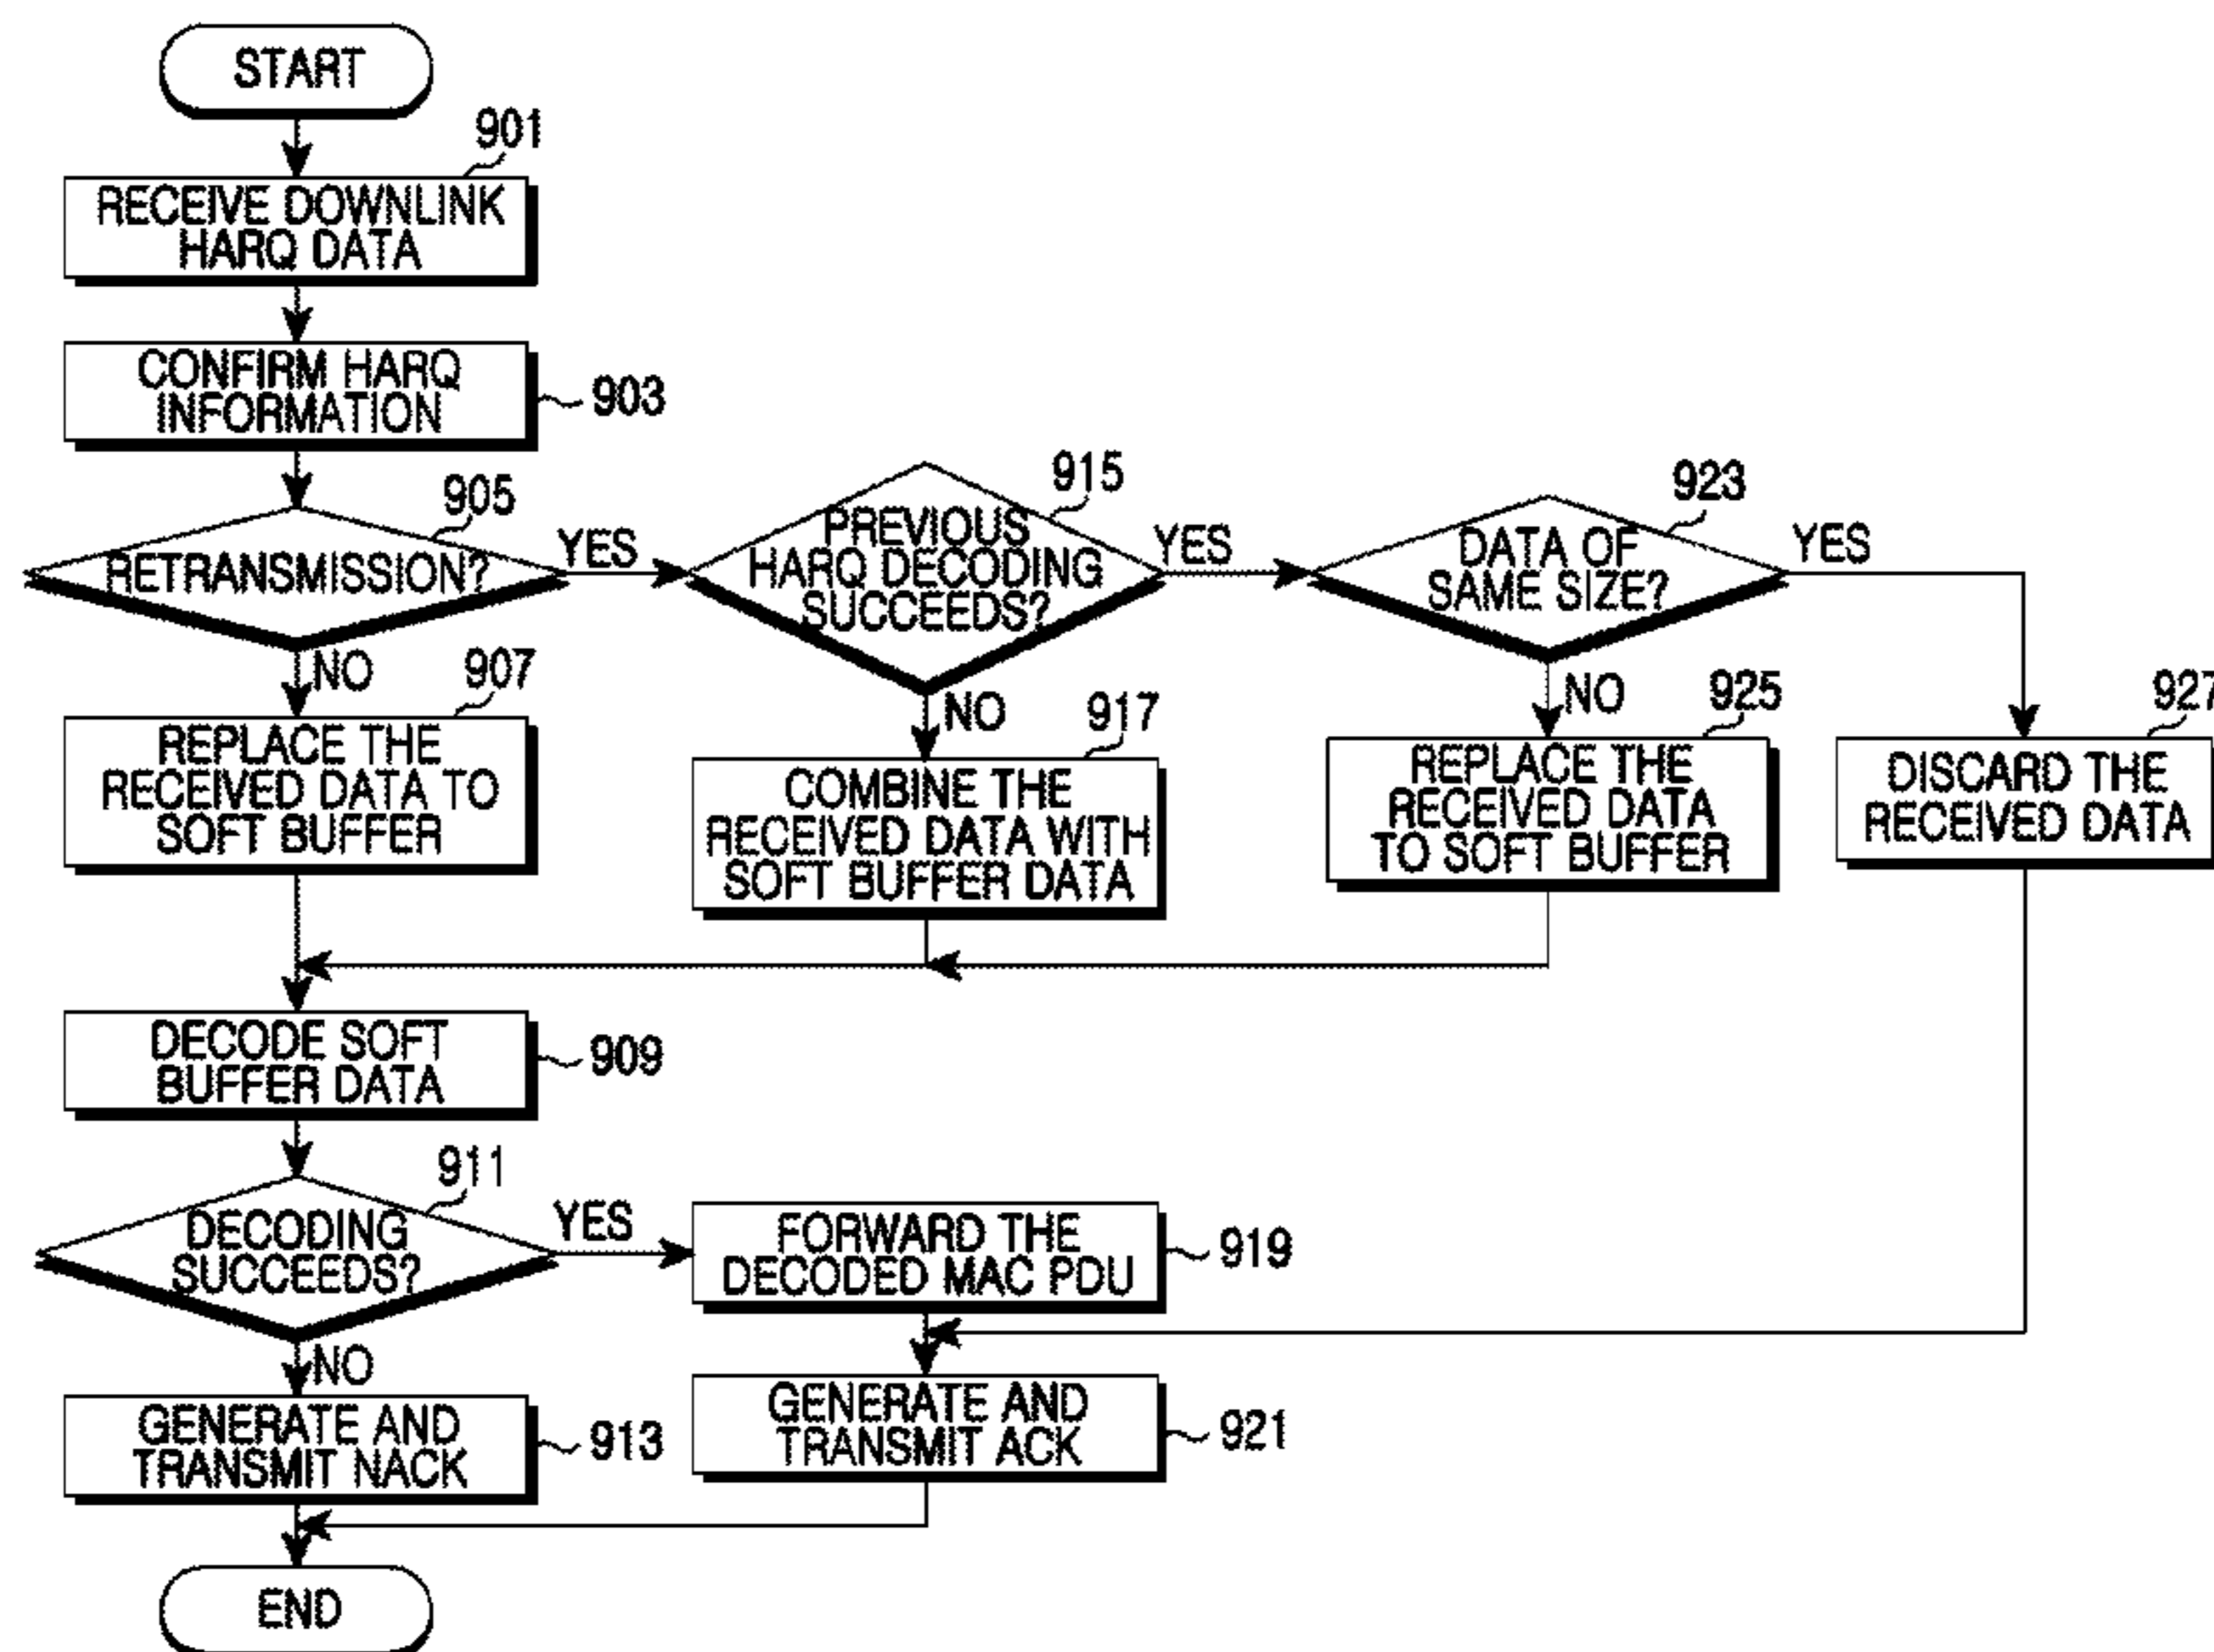 START
901
RECEIVE DOWNLINK
HARQ DATA
CONFIRM HARQ
INFORMATION
903
905
RETRANSMISSION?
YES
NO
915
PREVIOUS
HARQ DECODING
SUCCEEDS?
YES
NO
923
DATA OF
SAME SIZE?
YES
NO
907
REPLACE THE
RECEIVED DATA TO
SOFT BUFFER
917
COMBINE THE
RECEIVED DATA WITH
SOFT BUFFER DATA
925
REPLACE THE
RECEIVED DATA
TO SOFT BUFFER
927
DISCARD THE
RECEIVED DATA
DECODE SOFT
BUFFER DATA
909
911
DECODING
SUCCEEDS?
YES
NO
FORWARD THE
DECODED MAC PDU
919
GENERATE AND
TRANSMIT NACK
913
GENERATE AND
TRANSMIT ACK
921
END